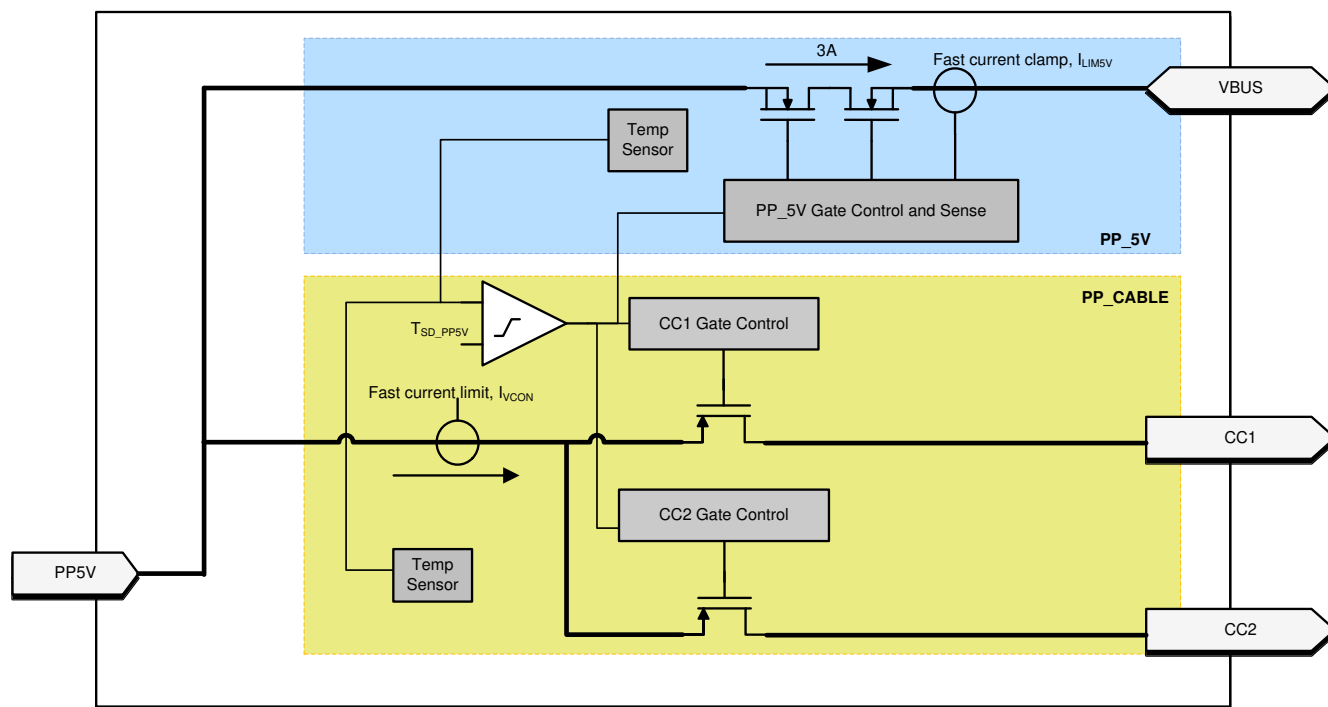 3A
Fast current clamp, ILIM5V
VBUS
Temp
Sensor
PP_5V Gate Control and Sense
PP_5V
PP_CABLE
CC1 Gate Control
TSD_PP5V
Fast current limit, IVCON
CC1
CC2 Gate Control
PP5V
Temp
Sensor
CC2